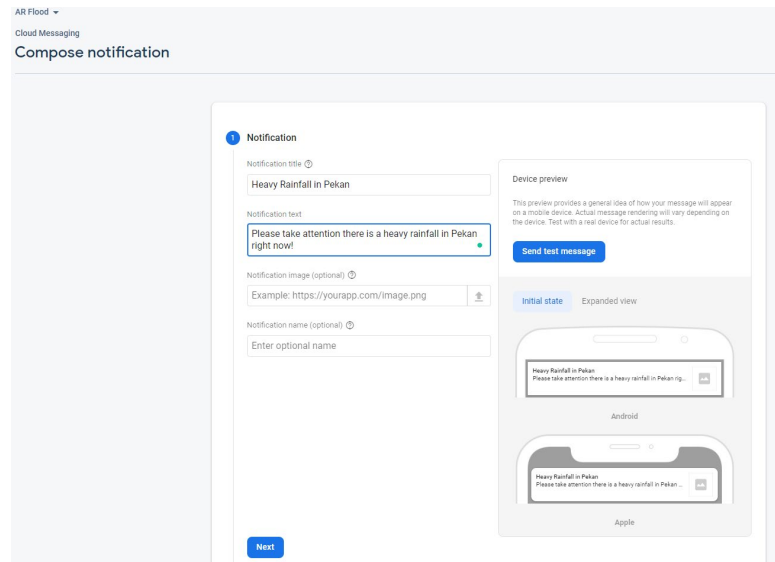 AR Flood
Cloud Messaging
Compose notification
1 Notification
Notification title
Heavy Rainfall in Pekan
Notification text
Please take attention there is a heavy rainfall in Pekan
right now!
Notification image (optional)
Example: https://yourapp.com/image.png
Notification name (optional)
Enter optional name
Next
Device preview
This preview provides a general idea of how your message will appear
on a mobile device. Actual message rendering will vary depending on
the device. Test with a real device for actual results.
Send test message
Initial state Expanded view
Heavy Rainfall in Pekan
Please take attention there is a heavy rainfall in Pekan rig...
Android
Heavy Rainfall in Pekan
Please take attention there is a heavy rainfall in Pekan ...
Apple